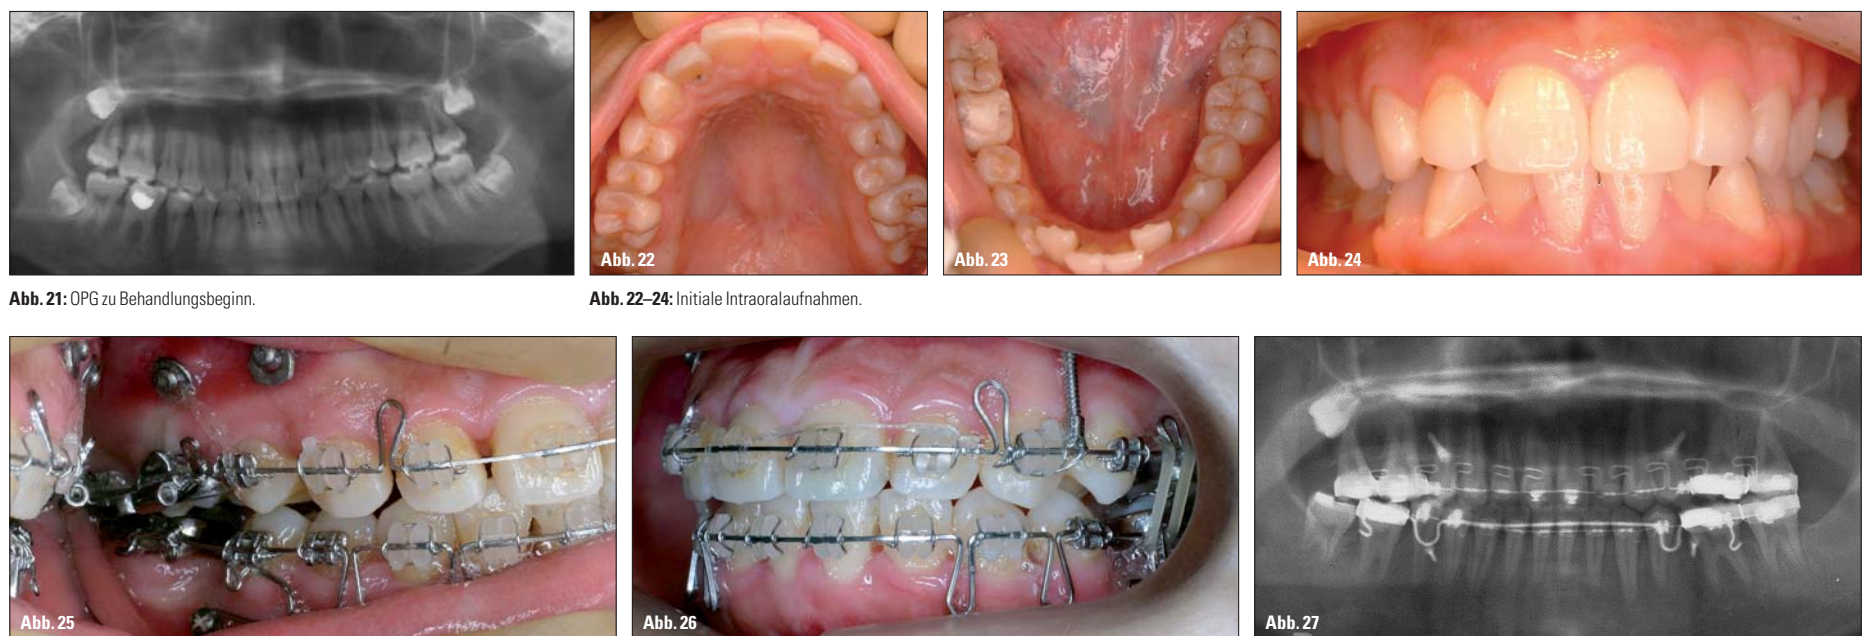 Abb. 22
Abb. 23
Abb. 24
Abb. 21: OPG zu Behandlungsbeginn.
Abb. 22–24: Initiale Intraoralaufnahmen.
Abb. 25
Abb. 26
Abb. 27